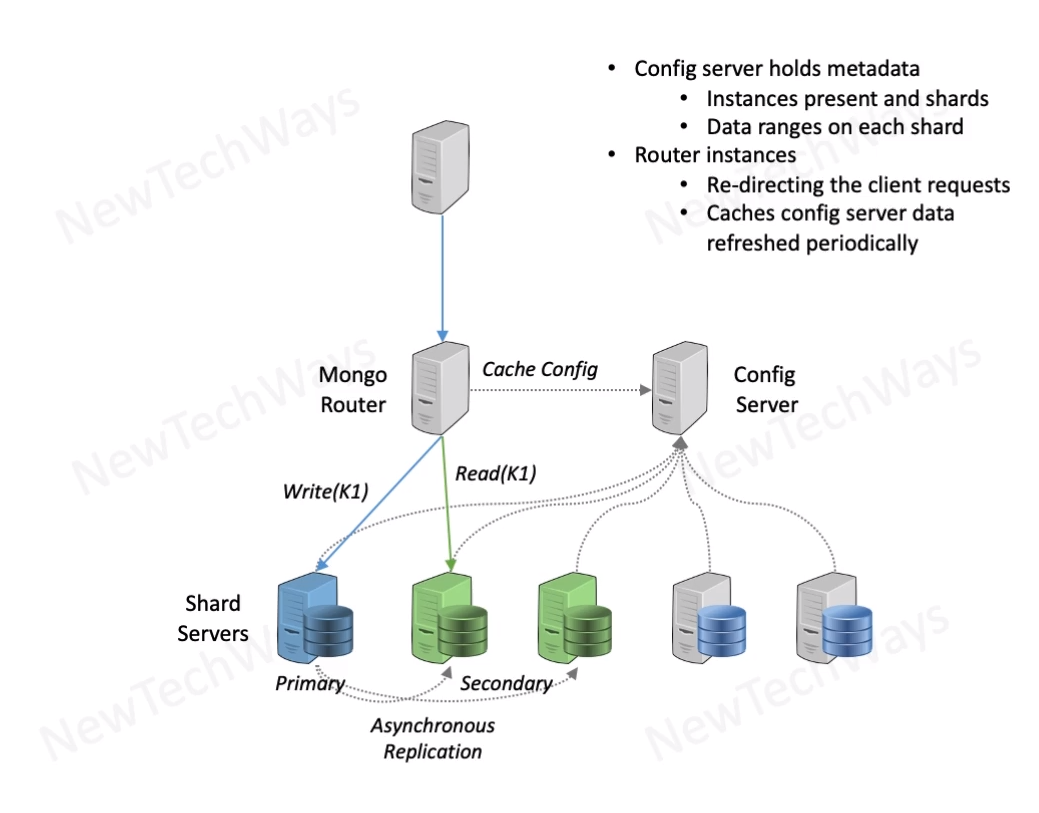 • Config server holds metadata
• Instances present and shards
• Data ranges on each shard
• Router instances
• Re-directing the client requests
• Caches config server data
refreshed periodically
NewTechWays
NewTechWays
Mongo
Router
Cache Config
Config
Server
NewTechWays
NewTechWays
Write(K1)
Read(K1)
Shard
Servers
Primary
Secondary
Asynchronous
Replication
NewTechWays
NewTechWays